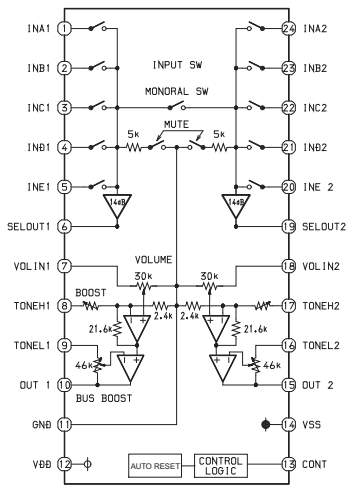 INA1 1 24 INA2
INB1 2 INPUT SW 23 INB2
MONORAL SW
INC1 3 22 INC2
MUTE
5k 5k
IND1 4 21 IND2
INE1 5 20 INE 2
14dB 14dB
SELOUT1 6 19 SELOUT2
VOLIN1 7 VOLUME 18 VOLIN2
30k 30k
BOOST
TONEH1 8 17 TONEH2
2.4k 2.4k
21.6k 21.6k
TONEL1 9 16 TONEL2
46k 46k
OUT 1 10 15 OUT 2
BUS BOOST
GND 11 14 VSS
VDD 12 AUTO RESET CONTROL LOGIC 13 CONT